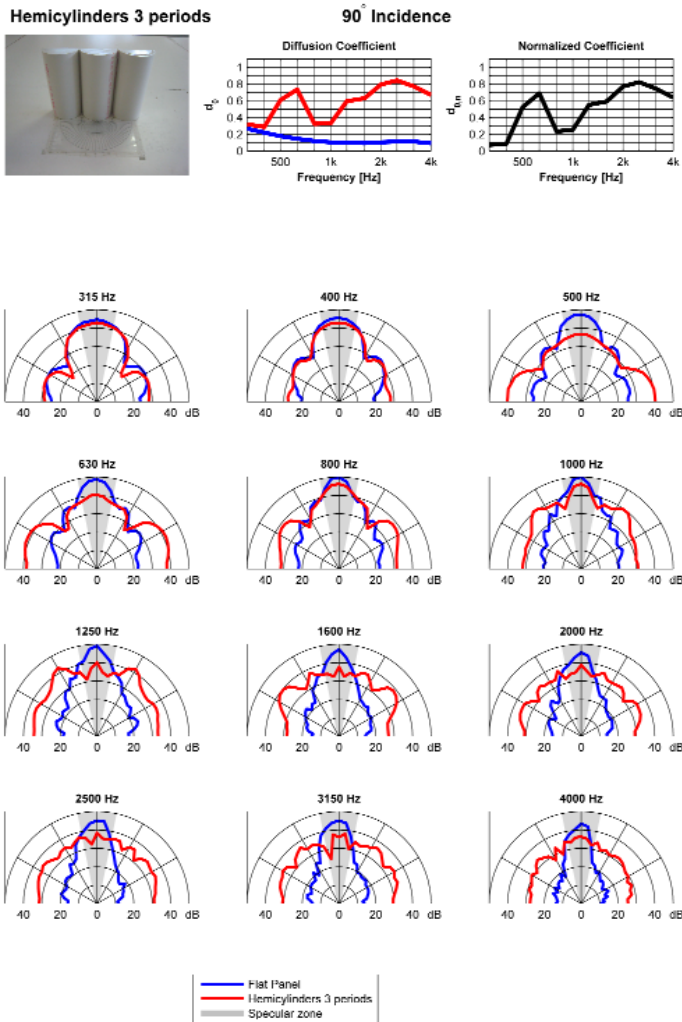 Hemicylinders 3 periods
90° Incidence
Diffusion Coefficient
1
0.8
0.6
0.4
0.2
0
d0
500 1k 2k 4k
Frequency [Hz]
Normalized Coefficient
1
0.8
0.6
0.4
0.2
0
d0,n
500 1k 2k 4k
Frequency [Hz]
315 Hz
40 20 0 20 40 dB
400 Hz
40 20 0 20 40 dB
500 Hz
40 20 0 20 40 dB
630 Hz
40 20 0 20 40 dB
800 Hz
40 20 0 20 40 dB
1000 Hz
40 20 0 20 40 dB
1250 Hz
40 20 0 20 40 dB
1600 Hz
40 20 0 20 40 dB
2000 Hz
40 20 0 20 40 dB
2500 Hz
40 20 0 20 40 dB
3150 Hz
40 20 0 20 40 dB
4000 Hz
40 20 0 20 40 dB
Flat Panel
Hemicylinders 3 periods
Specular zone